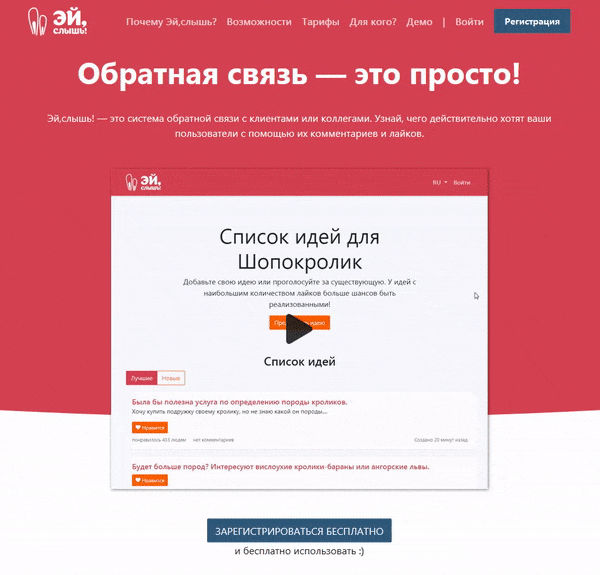 ЭЙ,
СЛЫШЬ!
Почему Эй,слышь? Возможности Тарифы Для кого? Демо | Войти Регистрация
Обратная связь — это просто!
Эй,слышь! — это система обратной связи с клиентами или коллегами. Узнай, чего действительно хотят ваши
пользователи с помощью их комментариев и лайков.
ЭЙ,
СЛЫШЬ!
RU Войти
Список идей для
Шопокролик
Добавьте свою идею или проголосуйте за существующую. У идей с
наибольшим количеством лайков больше шансов быть
реализованными!
идею
Список идей
Лучшие Новые
Была бы полезна услуга по определению породы кроликов.
Хочу купить подружку своему кролику, но не знаю какой он породы...
Нравится
понравилось 433 людям нет комментариев Создано 20 минут назад
Будет больше пород? Интересуют вислоухие кролики-бараны или ангорские львы.
Нравится
ЗАРЕГИСТРИРОВАТЬСЯ БЕСПЛАТНО
и бесплатно использовать :)